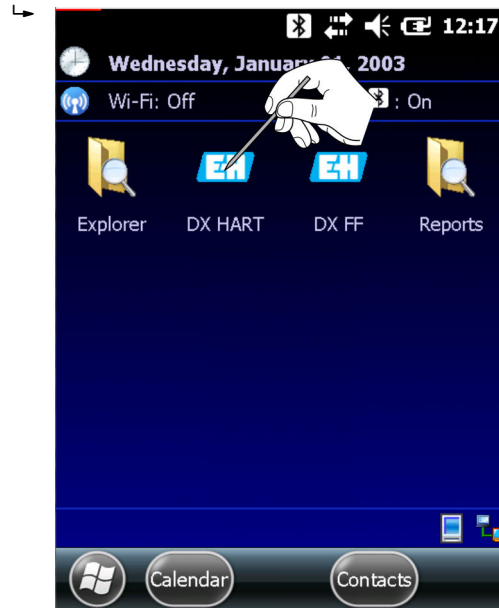 12:17
Wednesday, January 01, 2003
Wi-Fi: Off : On
EH EH
Explorer DX HART DX FF Reports
Calendar Contacts